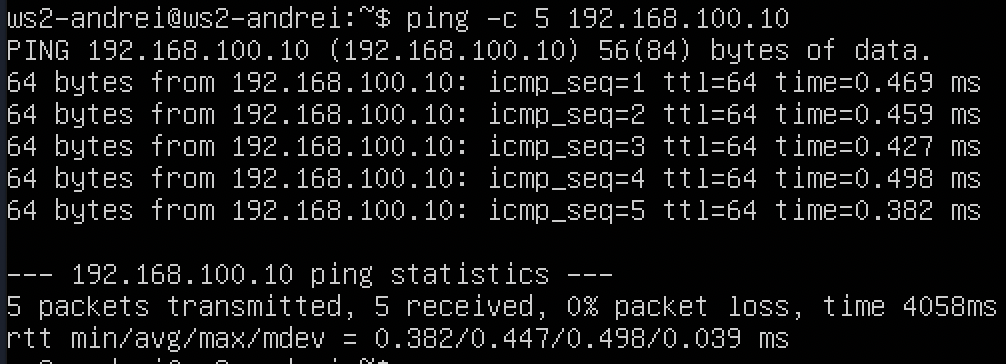 ws2-andrei@ws2-andrei:~$ ping -c 5 192.168.100.10
PING 192.168.100.10 (192.168.100.10) 56(84) bytes of data.
64 bytes from 192.168.100.10: icmp_seq=1 ttl=64 time=0.469 ms
64 bytes from 192.168.100.10: icmp_seq=2 ttl=64 time=0.459 ms
64 bytes from 192.168.100.10: icmp_seq=3 ttl=64 time=0.427 ms
64 bytes from 192.168.100.10: icmp_seq=4 ttl=64 time=0.498 ms
64 bytes from 192.168.100.10: icmp_seq=5 ttl=64 time=0.382 ms

--- 192.168.100.10 ping statistics ---
5 packets transmitted, 5 received, 0% packet loss, time 4058ms
rtt min/avg/max/mdev = 0.382/0.447/0.498/0.039 ms